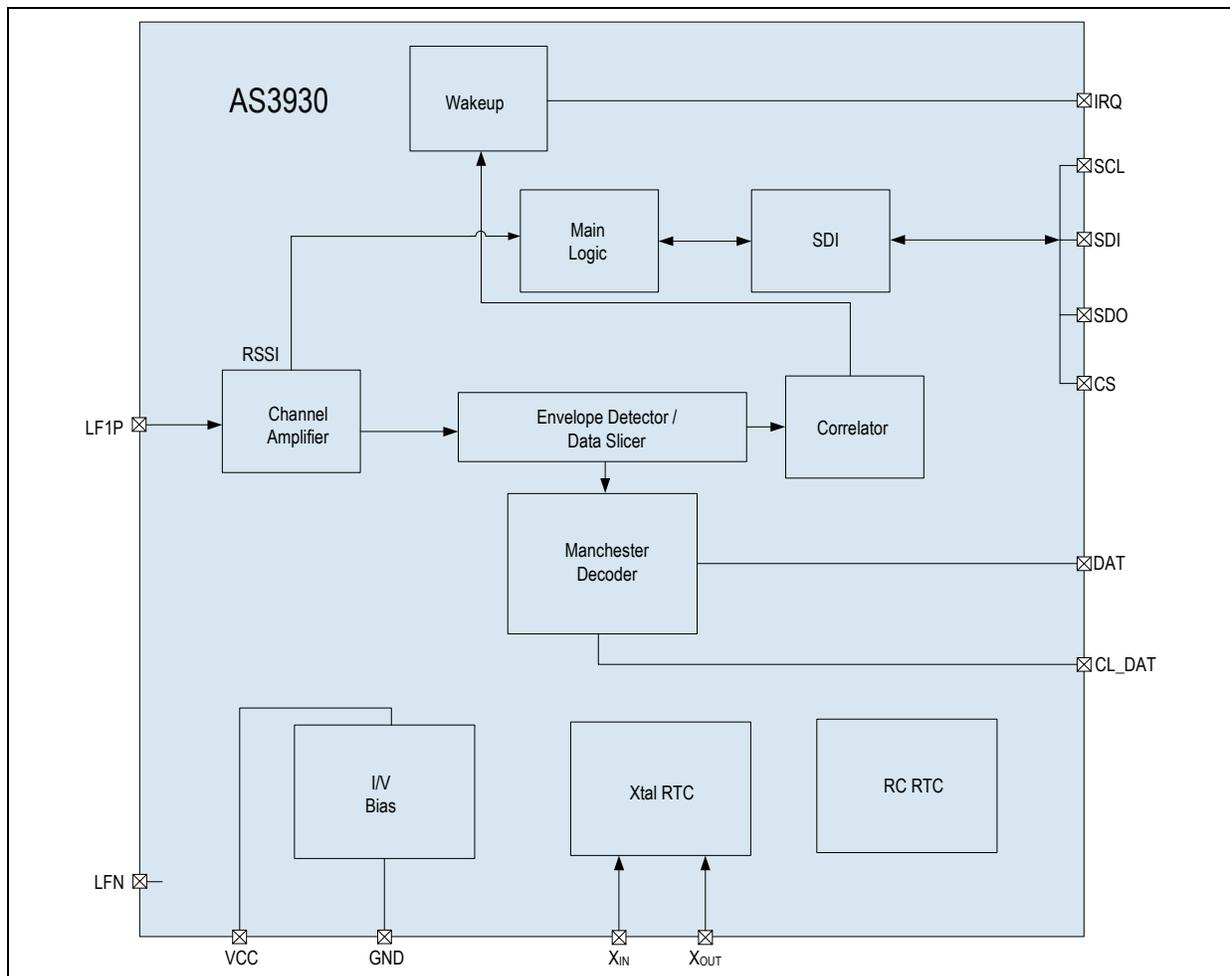 AS3930
Wakeup
IRQ
SCL
Main
Logic
SDI
SDI
SDO
RSSI
CS
LF1P
Channel
Amplifier
Envelope Detector /
Data Slicer
Correlator
Manchester
Decoder
DAT
CL_DAT
I/V
Bias
Xtal RTC
RC RTC
LFN
VCC
GND
XIN
XOUT